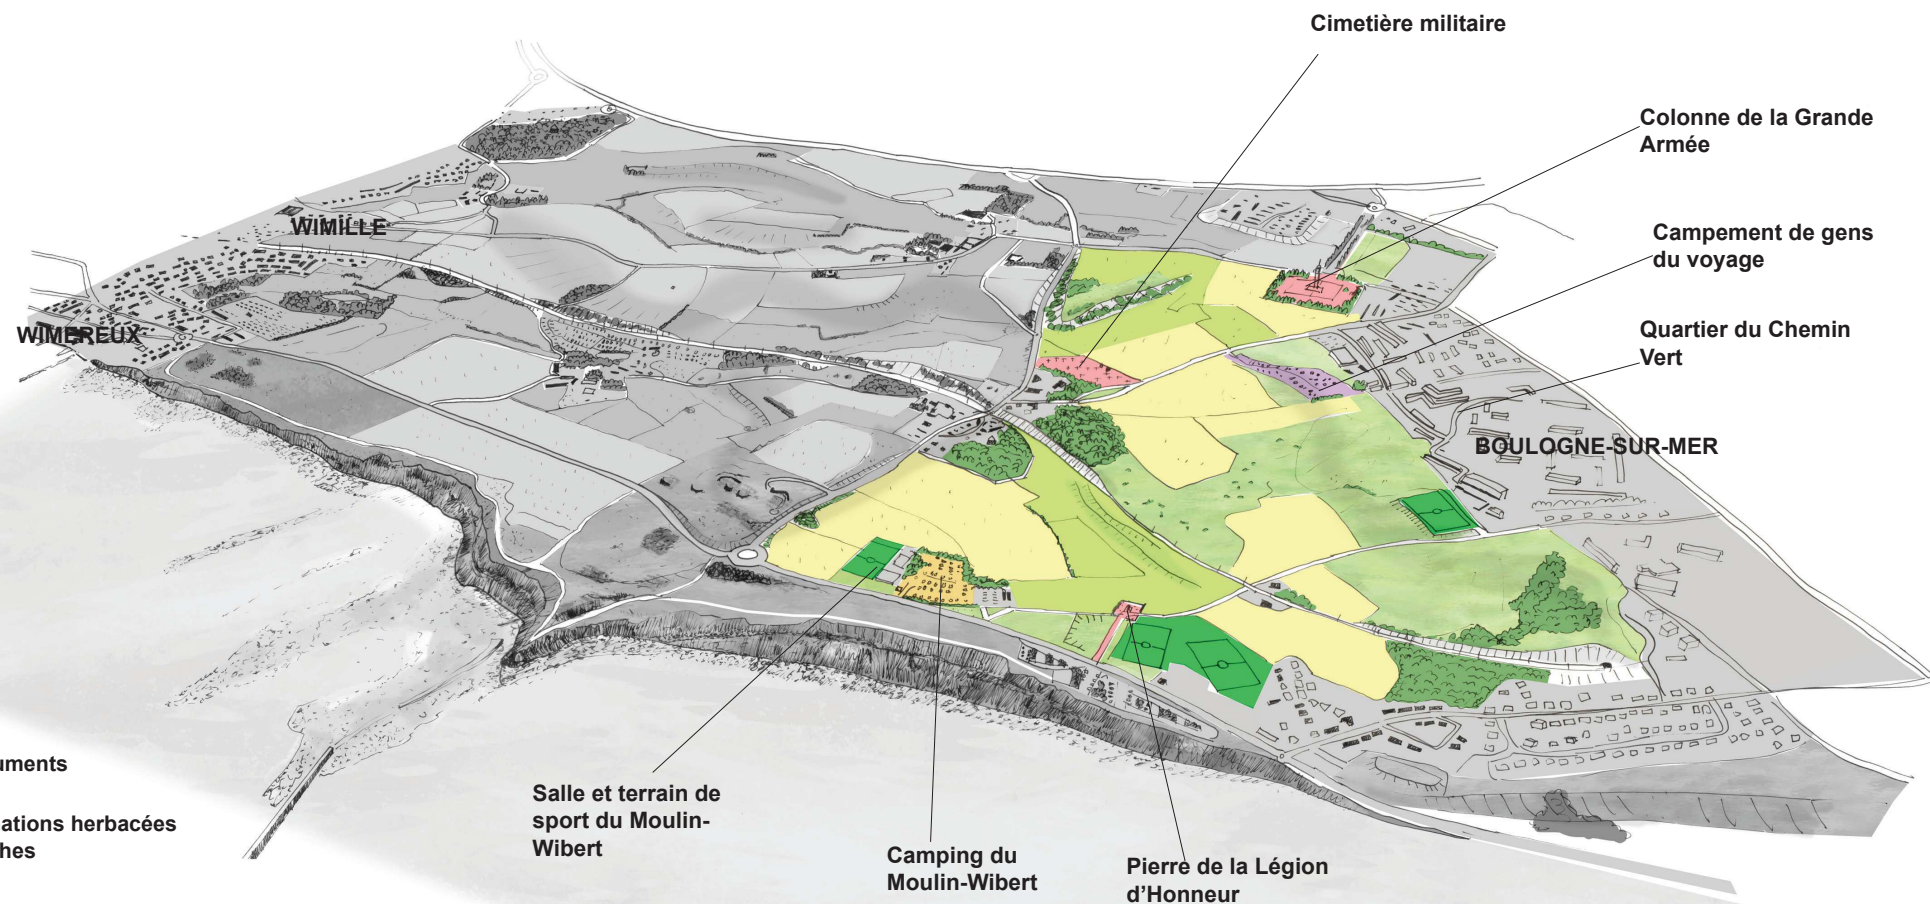 Cimetière militaire
Colonne de la Grande
Armée
Campement de gens
du voyage
WIMILLE
Quartier du Chemin
Vert
WIMEREUX
BOULOGNE-SUR-MER
uments
Salle et terrain de
sport du Moulin-
Wibert
ations herbacées
hes
Camping du
Moulin-Wibert
Pierre de la Légion
d'Honneur